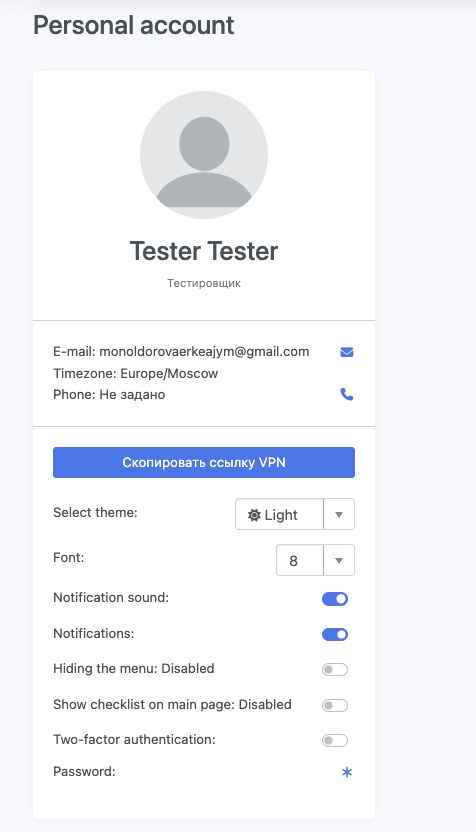 Personal account
Tester Tester
Тестировщик
E-mail: monoldorovaerkeajym@gmail.com
Timezone: Europe/Moscow
Phone: Не задано
Скопировать ссылку VPN
Select theme: Light
Font: 8
Notification sound:
Notifications:
Hiding the menu: Disabled
Show checklist on main page: Disabled
Two-factor authentication:
Password: